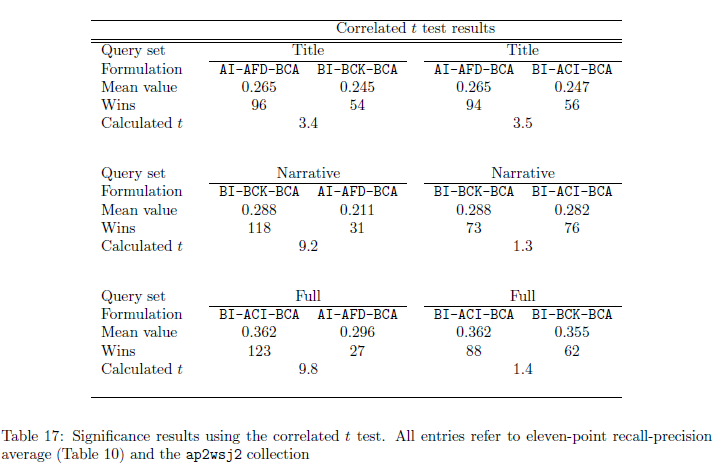 Correlated t test results
Query set Title Title
Formulation AI-AFD-BCA BI-BCK-BCA AI-AFD-BCA BI-ACI-BCA
Mean value 0.265 0.245 0.265 0.247
Wins 96 54 94 56
Calculated t 3.4 3.5
Query set Narrative Narrative
Formulation BI-BCK-BCA AI-AFD-BCA BI-BCK-BCA BI-ACI-BCA
Mean value 0.288 0.211 0.288 0.282
Wins 118 31 73 76
Calculated t 9.2 1.3
Query set Full Full
Formulation BI-ACI-BCA AI-AFD-BCA BI-ACI-BCA BI-BCK-BCA
Mean value 0.362 0.296 0.362 0.355
Wins 123 27 88 62
Calculated t 9.8 1.4
Table 17: Significance results using the correlated t test. All entries refer to eleven-point recall-precision
average (Table 10) and the ap2wsj2 collection